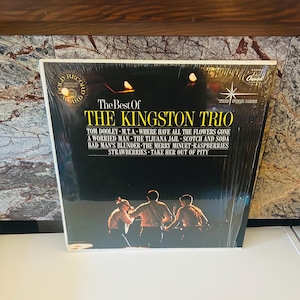 The Best Of
THE KINGSTON TRIO
TOM DOOLEY · M.T.A. · WHERE HAVE ALL THE FLOWERS GONE
A WORRIED MAN · THE TIJUANA JAIL · SCOTCH AND SODA
BAD MAN'S BLUNDER · THE MERRY MINUET · RASPBERRIES
STRAWBERRIES · TAKE HER OUT OF PITY